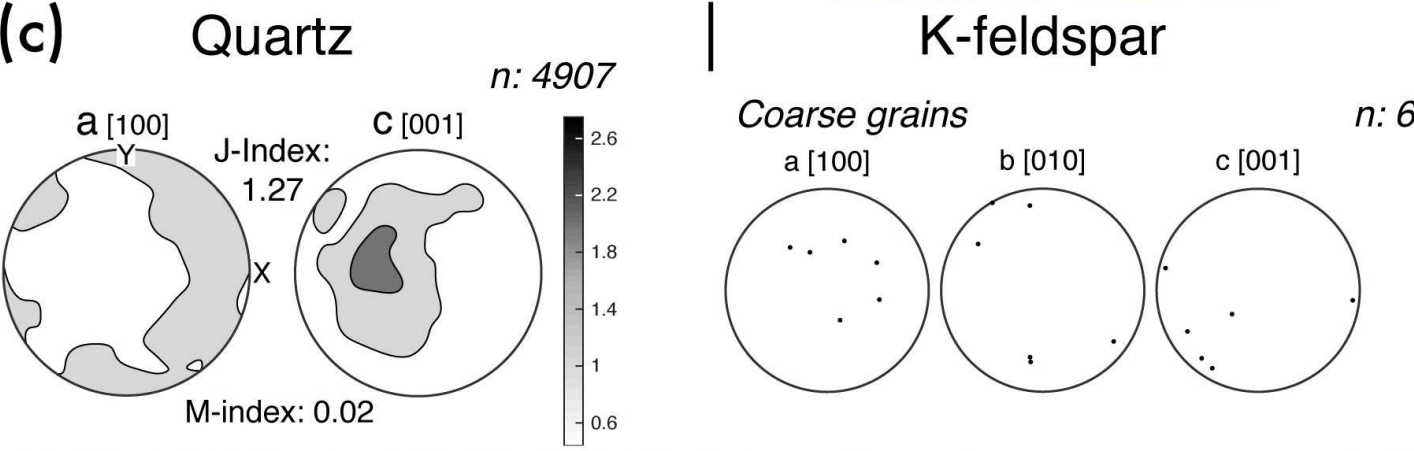 (c) Quartz
n: 4907
a [100]
c [001]
Y
J-Index:
1.27
X
M-index: 0.02
2.6
2.2
1.8
1.4
1
0.6
K-feldspar
Coarse grains
n: 6
a [100]
b [010]
c [001]